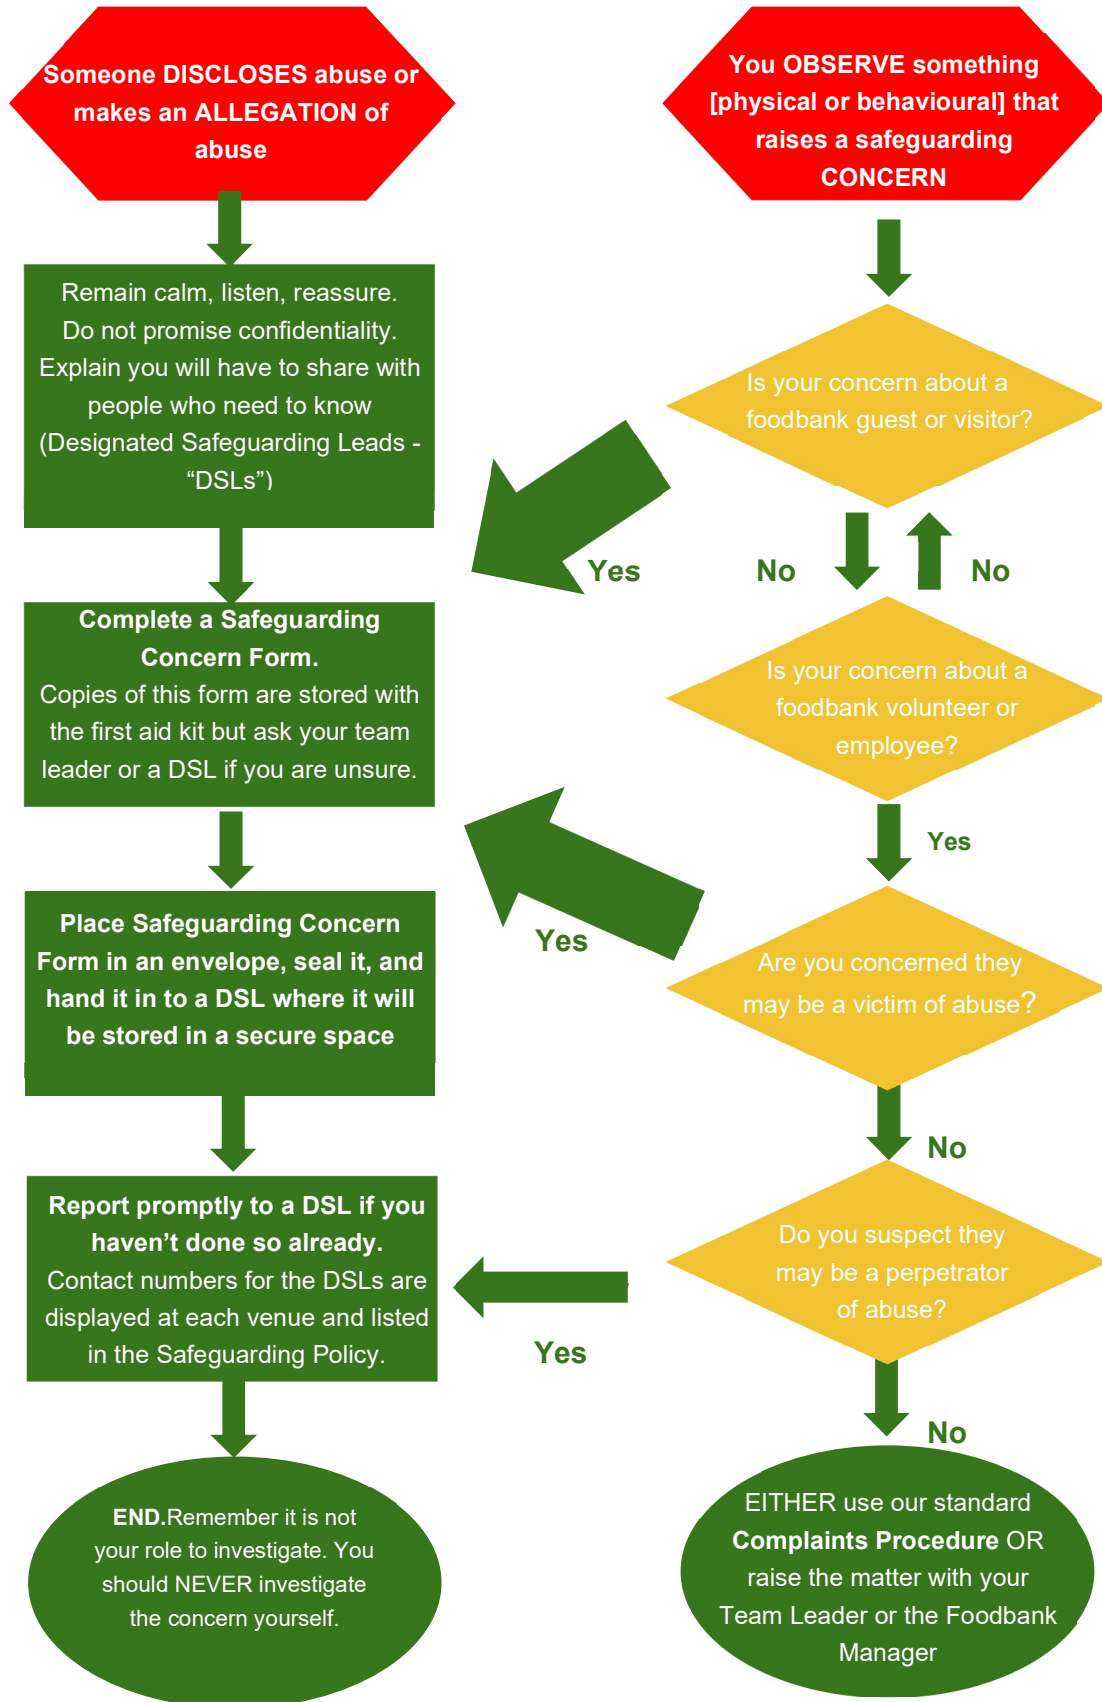 Someone DISCLOSES abuse or
makes an ALLEGATION of
abuse
Remain calm, listen, reassure.
Do not promise confidentiality.
Explain you will have to share with
people who need to know
(Designated Safeguarding Leads -
“DSLs”)
Complete a Safeguarding
Concern Form.
Copies of this form are stored with
the first aid kit but ask your team
leader or a DSL if you are unsure.
Place Safeguarding Concern
Form in an envelope, seal it, and
hand it in to a DSL where it will
be stored in a secure space
Report promptly to a DSL if you
haven’t done so already.
Contact numbers for the DSLs are
displayed at each venue and listed
in the Safeguarding Policy.
END.Remember it is not
your role to investigate. You
should NEVER investigate
the concern yourself.
You OBSERVE something
[physical or behavioural] that
raises a safeguarding
CONCERN
Is your concern about a
foodbank guest or visitor?
Yes
No
No
Is your concern about a
foodbank volunteer or
employee?
Yes
Are you concerned they
may be a victim of abuse?
Yes
No
Do you suspect they
may be a perpetrator
of abuse?
Yes
No
EITHER use our standard
Complaints Procedure OR
raise the matter with your
Team Leader or the Foodbank
Manager